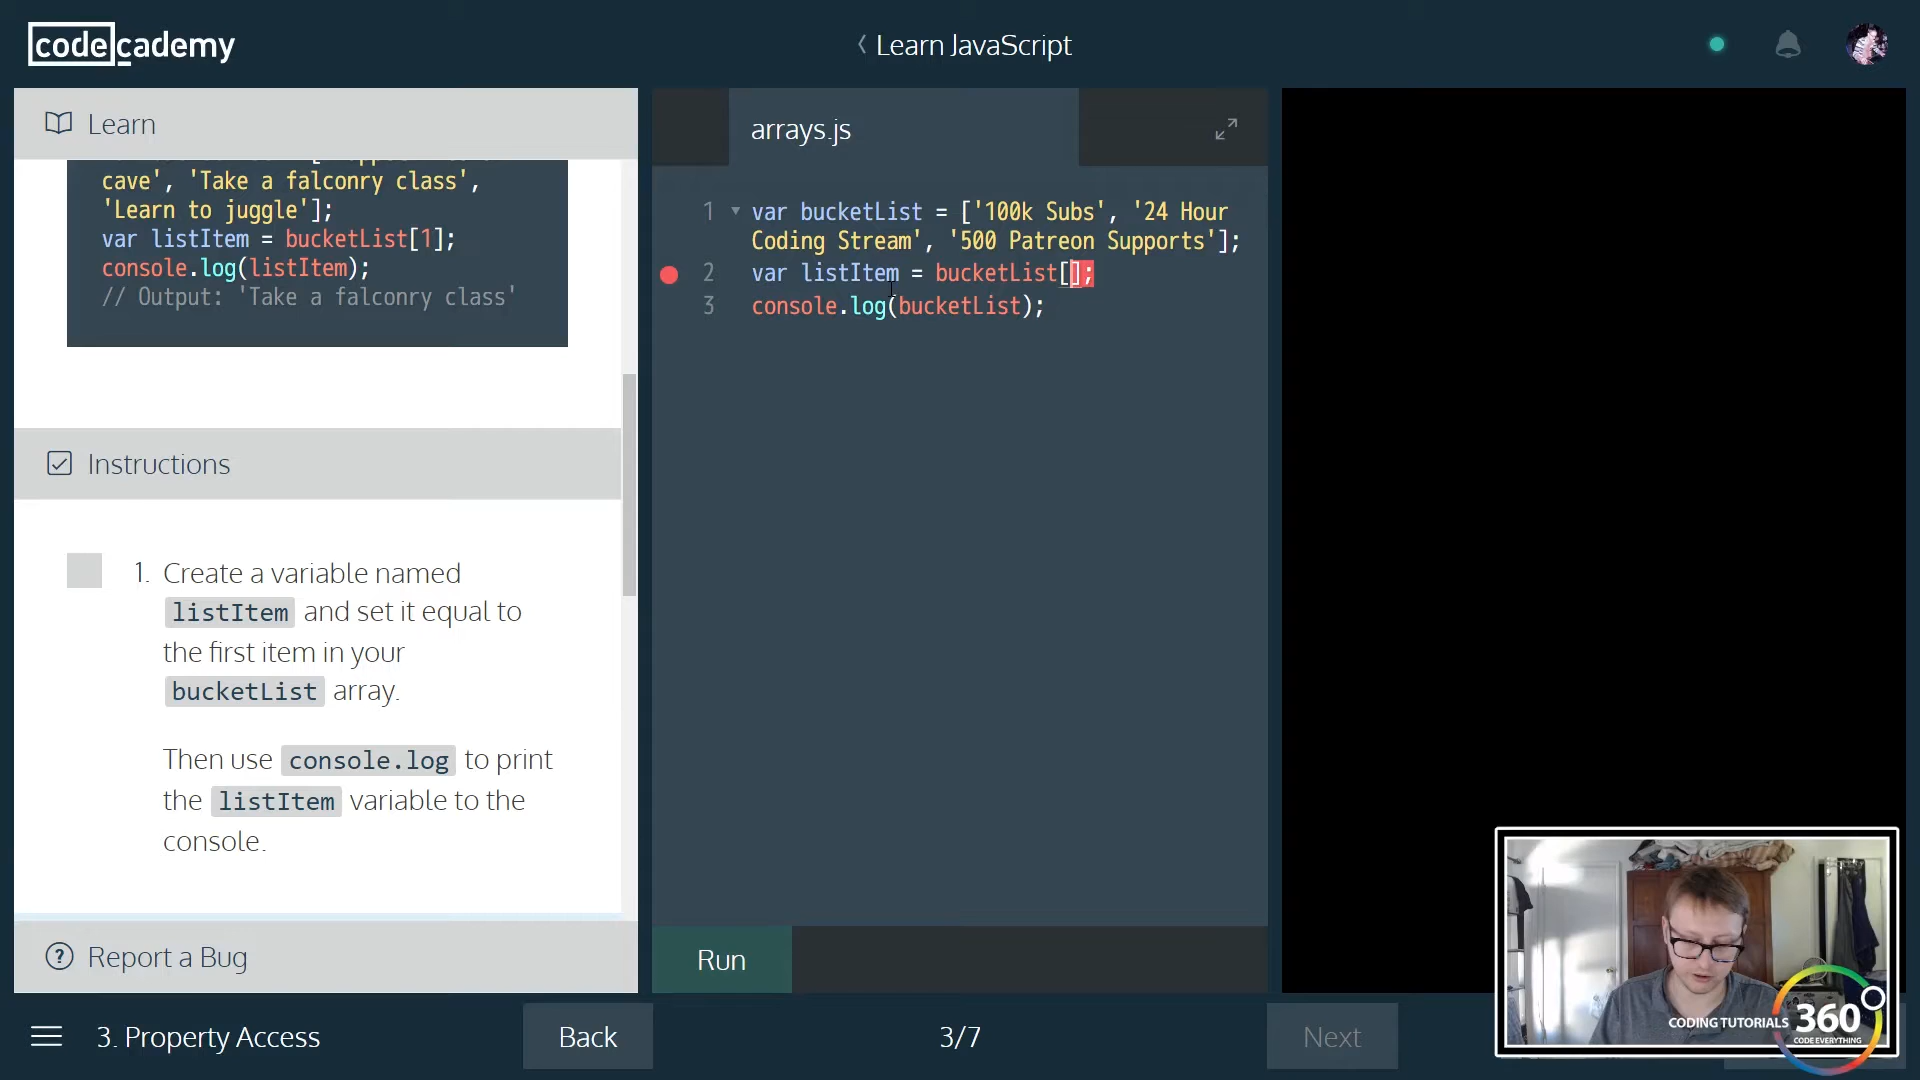 codecademy
Learn JavaScript
Learn
cave', 'Take a falconry class',
'Learn to juggle'];
var listItem = bucketList[1];
console.log(listItem);
// Output: 'Take a falconry class'
Instructions
1. Create a variable named
listItem and set it equal to
the first item in your
bucketList array.
Then use console.log to print
the listItem variable to the
console.
Report a Bug
arrays.js
1 var bucketList = ['100k Subs', '24 Hour
Coding Stream', '500 Patreon Supports'];
2 var listItem = bucketList[];
3 console.log(bucketList);
Run
3. Property Access
Back
3/7
Next
CODING TUTORIALS 360
CODE EVERYTHING